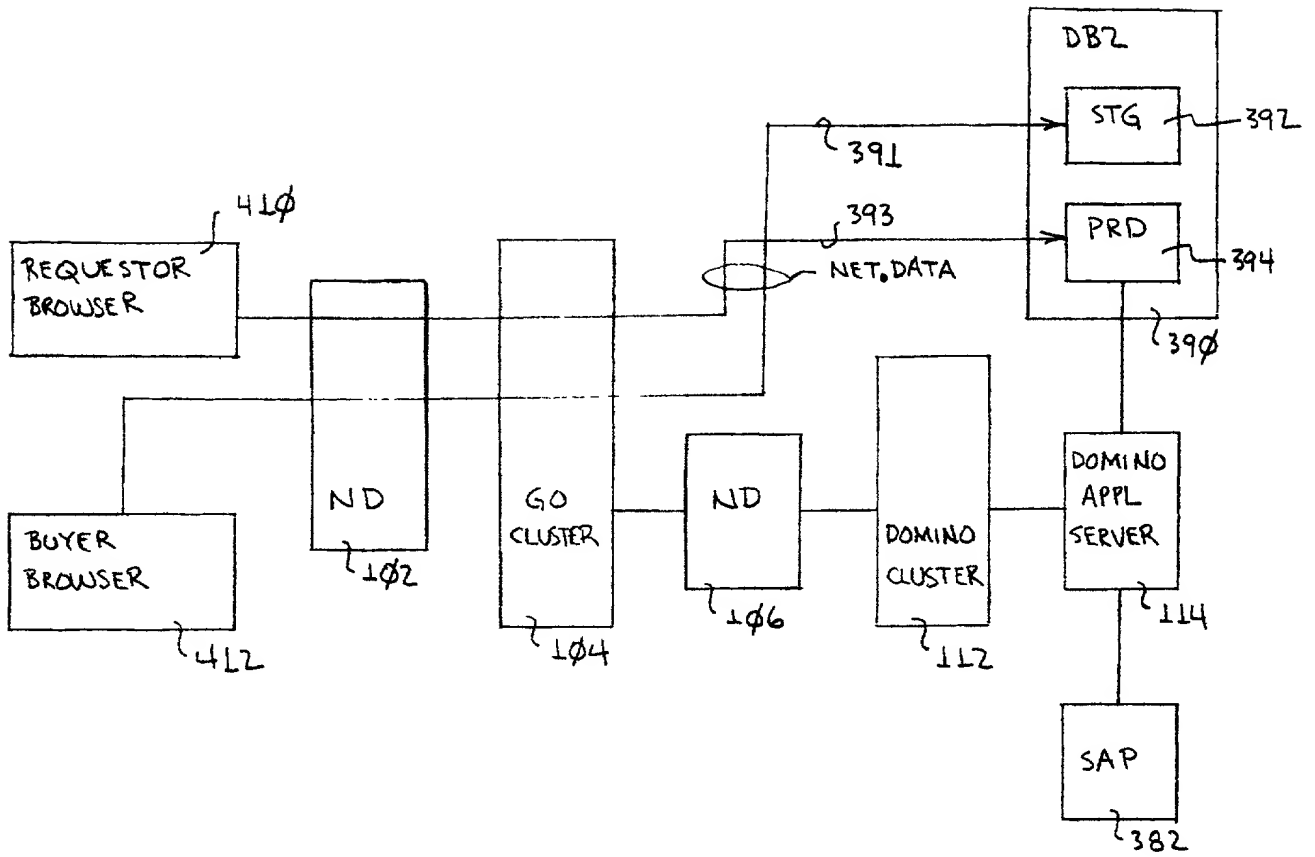 DB2
STG
392
391
410
393
PRD
394
REQUESTOR
BROWSER
NET.DATA
390
ND
GO
CLUSTER
ND
DOMINO
CLUSTER
DOMINO
APPL
SERVER
BUYER
BROWSER
102
106
114
412
104
112
SAP
382